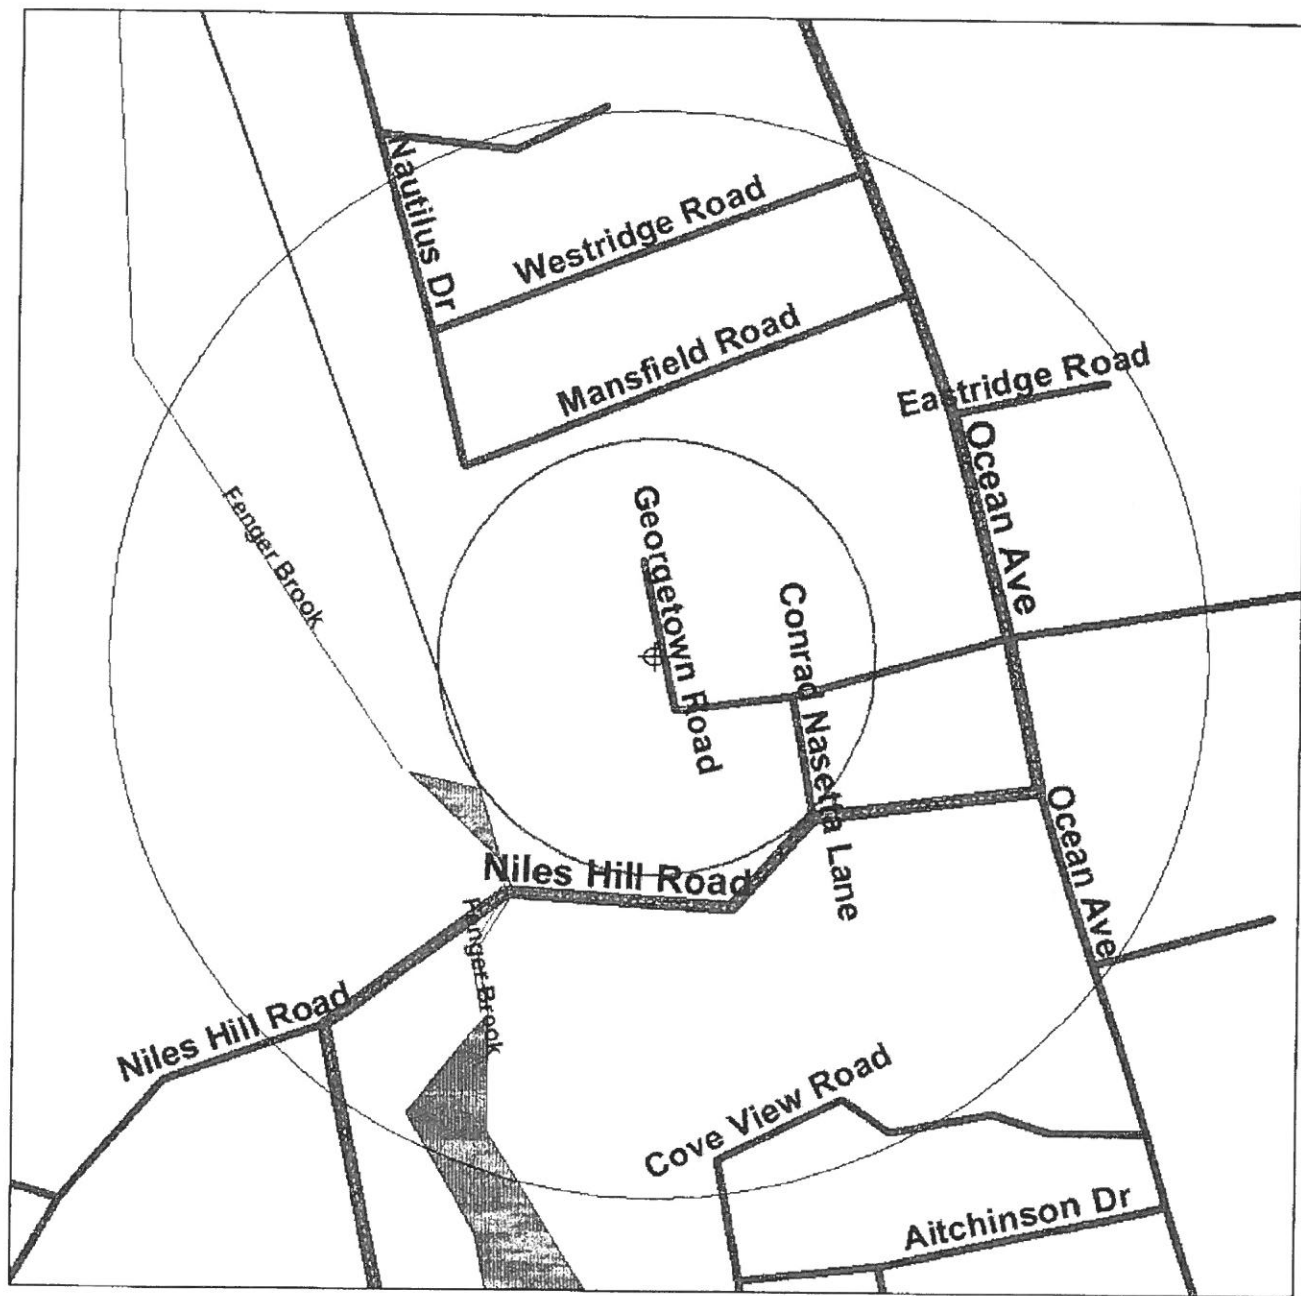 Nautilus Dr
Westridge Road
Mansfield Road
Eastridge Road
Ocean Ave
Fenger Brook
Georgetown Road
Conrad Nasetta Lane
Ocean Ave
Niles Hill Road
Fenger Brook
Niles Hill Road
Cove View Road
Aitchinson Dr